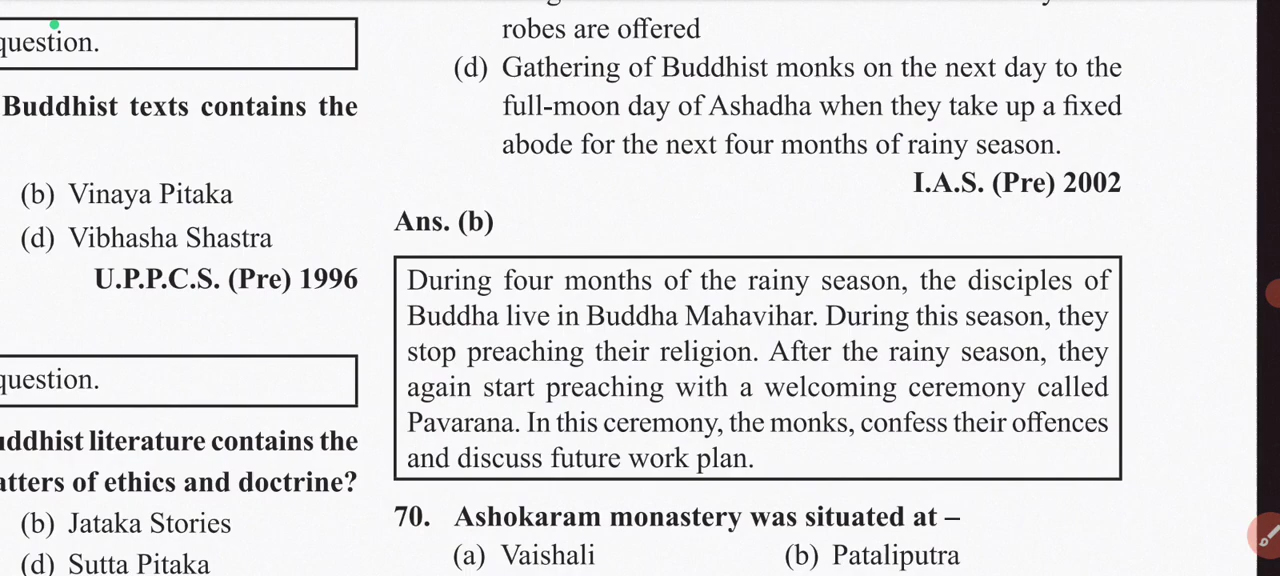 question.
Buddhist texts contains the
(b) Vinaya Pitaka
(d) Vibhasha Shastra
U.P.P.C.S. (Pre) 1996
question.
uddhist literature contains the
atters of ethics and doctrine?
(b) Jataka Stories
(d) Sutta Pitaka
robes are offered
(d) Gathering of Buddhist monks on the next day to the
full-moon day of Ashadha when they take up a fixed
abode for the next four months of rainy season.
I.A.S. (Pre) 2002
Ans. (b)
During four months of the rainy season, the disciples of
Buddha live in Buddha Mahavihar. During this season, they
stop preaching their religion. After the rainy season, they
again start preaching with a welcoming ceremony called
Pavarana. In this ceremony, the monks, confess their offences
and discuss future work plan.
70. Ashokaram monastery was situated at –
(a) Vaishali (b) Pataliputra